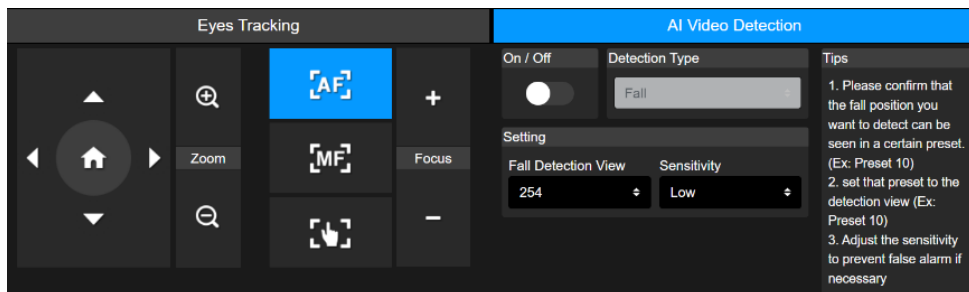 Eyes Tracking
AI Video Detection
AF
MF
Zoom
Focus
On / Off
Detection Type
Fall
Setting
Fall Detection View
Sensitivity
254
Low
Tips
1. Please confirm that
the fall position you
want to detect can be
seen in a certain preset.
(Ex: Preset 10)
2. set that preset to the
detection view (Ex:
Preset 10)
3. Adjust the sensitivity
to prevent false alarm if
necessary